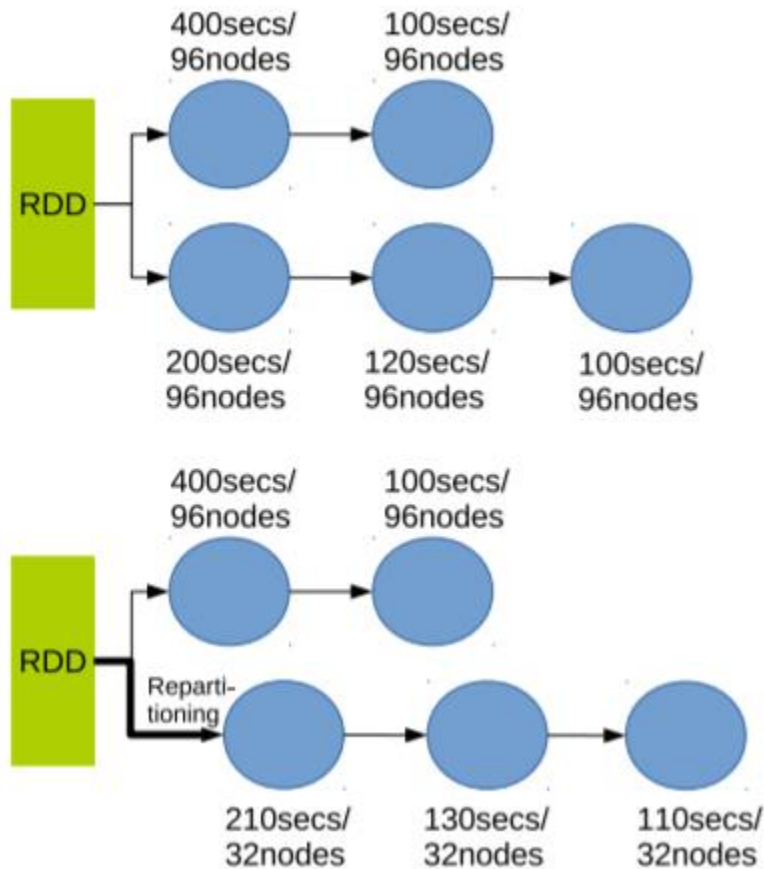 400secs/
96nodes
100secs/
96nodes
RDD
200secs/
96nodes
120secs/
96nodes
100secs/
96nodes
400secs/
96nodes
100secs/
96nodes
RDD
Reparti-
tioning
210secs/
32nodes
130secs/
32nodes
110secs/
32nodes